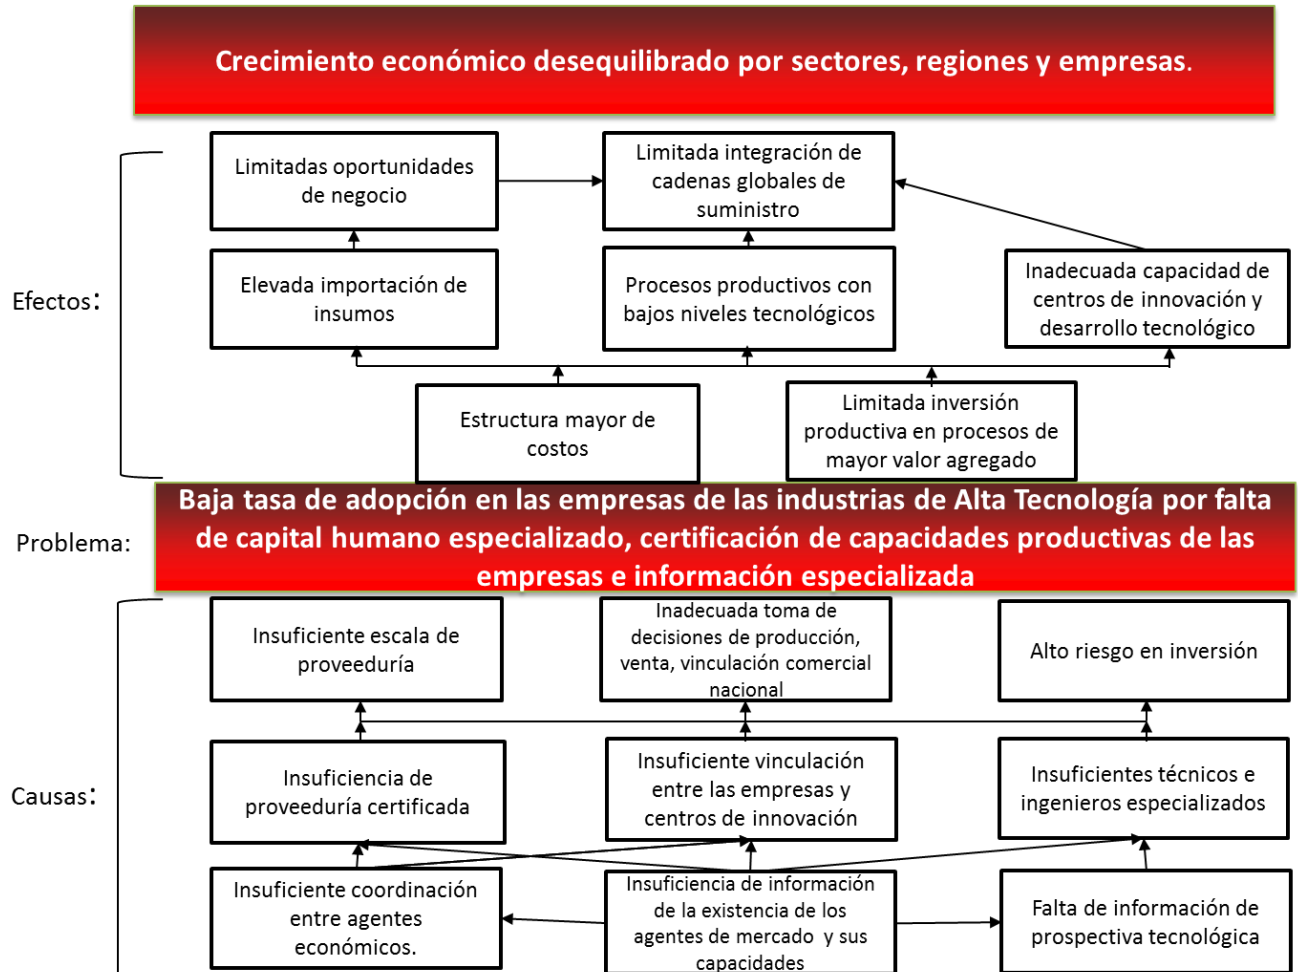 Crecimiento económico desequilibrado por sectores, regiones y empresas.
Limitadas oportunidades
de negocio
Limitada integración de
cadenas globales de
suministro
Efectos:
Elevada importación de
insumos
Procesos productivos con
bajos niveles tecnológicos
Inadecuada capacidad de
centros de innovación y
desarrollo tecnológico
Estructura mayor de
costos
Limitada inversión
productiva en procesos de
mayor valor agregado
Problema:
Baja tasa de adopción en las empresas de las industrias de Alta Tecnología por falta
de capital humano especializado, certificación de capacidades productivas de las
empresas e información especializada
Insuficiente escala de
proveeduría
Inadecuada toma de
decisiones de producción,
venta, vinculación comercial
nacional
Alto riesgo en inversión
Causas:
Insuficiencia de
proveeduría certificada
Insuficiente vinculación
entre las empresas y
centros de innovación
Insuficientes técnicos e
ingenieros especializados
Insuficiente coordinación
entre agentes
económicos.
Insuficiencia de información
de la existencia de los
agentes de mercado y sus
capacidades
Falta de información de
prospectiva tecnológica